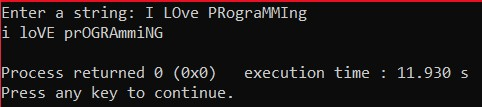 Enter a string: I LOve PRograMMIng
i loVE prOGRAmmiNG
Process returned 0 (0x0)   execution time : 11.930 s
Press any key to continue.